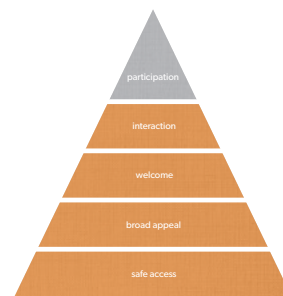 participation
interaction
welcome
broad appeal
safe access